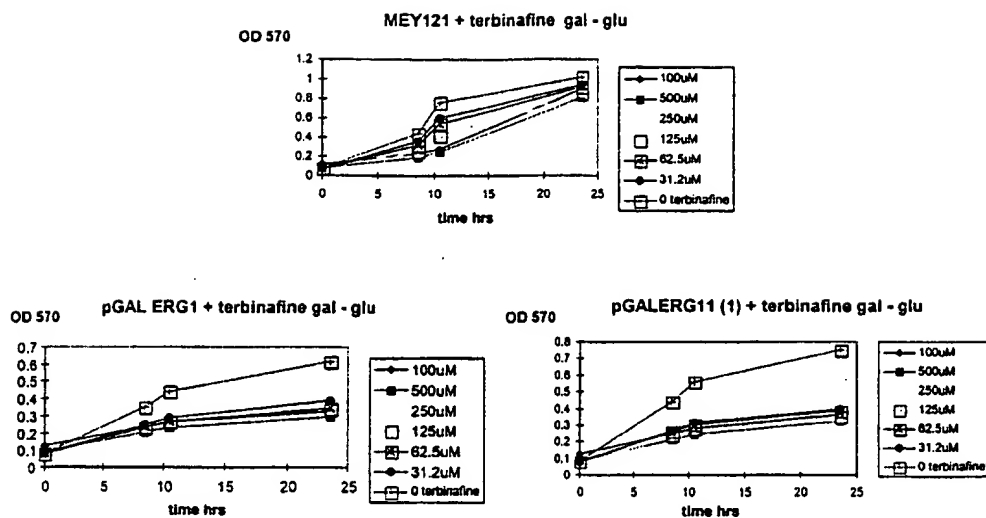 MEY121 + terbinafine gal - glu
OD 570
1.2
1
0.8
0.6
0.4
0.2
0
0 5 10 15 20 25
time hrs
100uM
500uM
250uM
125uM
62.5uM
31.2uM
0 terbinafine
pGAL ERG1 + terbinafine gal - glu
OD 570
0.7
0.6
0.5
0.4
0.3
0.2
0.1
0
0 5 10 15 20 25
time hrs
100uM
500uM
250uM
125uM
62.5uM
31.2uM
0 terbinafine
pGALERG11 (1) + terbinafine gal - glu
OD 570
0.8
0.7
0.6
0.5
0.4
0.3
0.2
0.1
0
0 5 10 15 20 25
time hrs
100uM
500uM
250uM
125uM
62.5uM
31.2uM
0 terbinafine